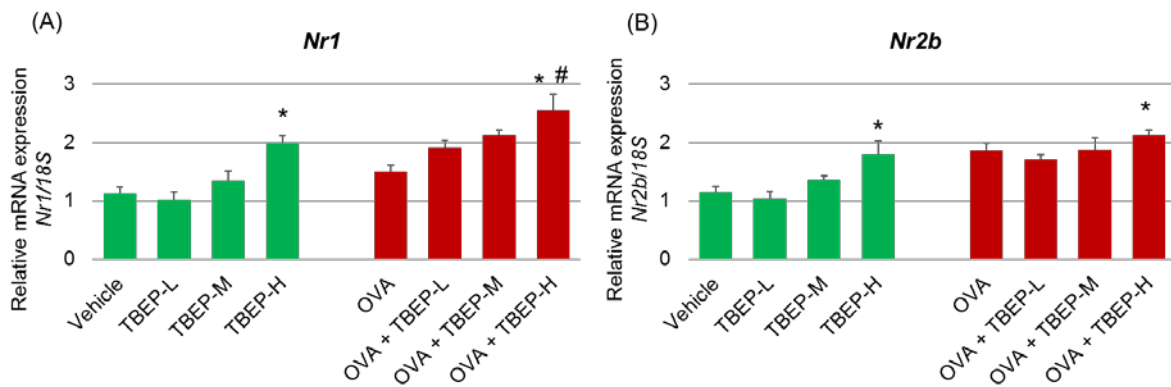 (A)
Nr1
Relative mRNA expression
Nr1/18S
3
2
1
0
*
* #
Vehicle
TBEP-L
TBEP-M
TBEP-H
OVA
OVA + TBEP-L
OVA + TBEP-M
OVA + TBEP-H
(B)
Nr2b
Relative mRNA expression
Nr2b/18S
3
2
1
0
*
*
Vehicle
TBEP-L
TBEP-M
TBEP-H
OVA
OVA + TBEP-L
OVA + TBEP-M
OVA + TBEP-H